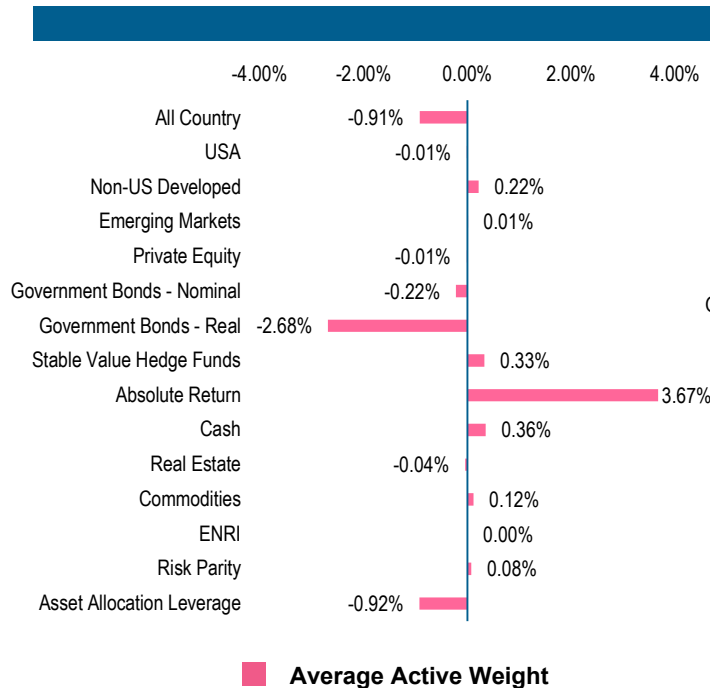 -4.00% -2.00% 0.00% 2.00% 4.00%
All Country -0.91%
USA -0.01%
Non-US Developed 0.22%
Emerging Markets 0.01%
Private Equity -0.01%
Government Bonds - Nominal -0.22%
Government Bonds - Real -2.68%
Stable Value Hedge Funds 0.33%
Absolute Return 3.67%
Cash 0.36%
Real Estate -0.04%
Commodities 0.12%
ENRI 0.00%
Risk Parity 0.08%
Asset Allocation Leverage -0.92%
Average Active Weight